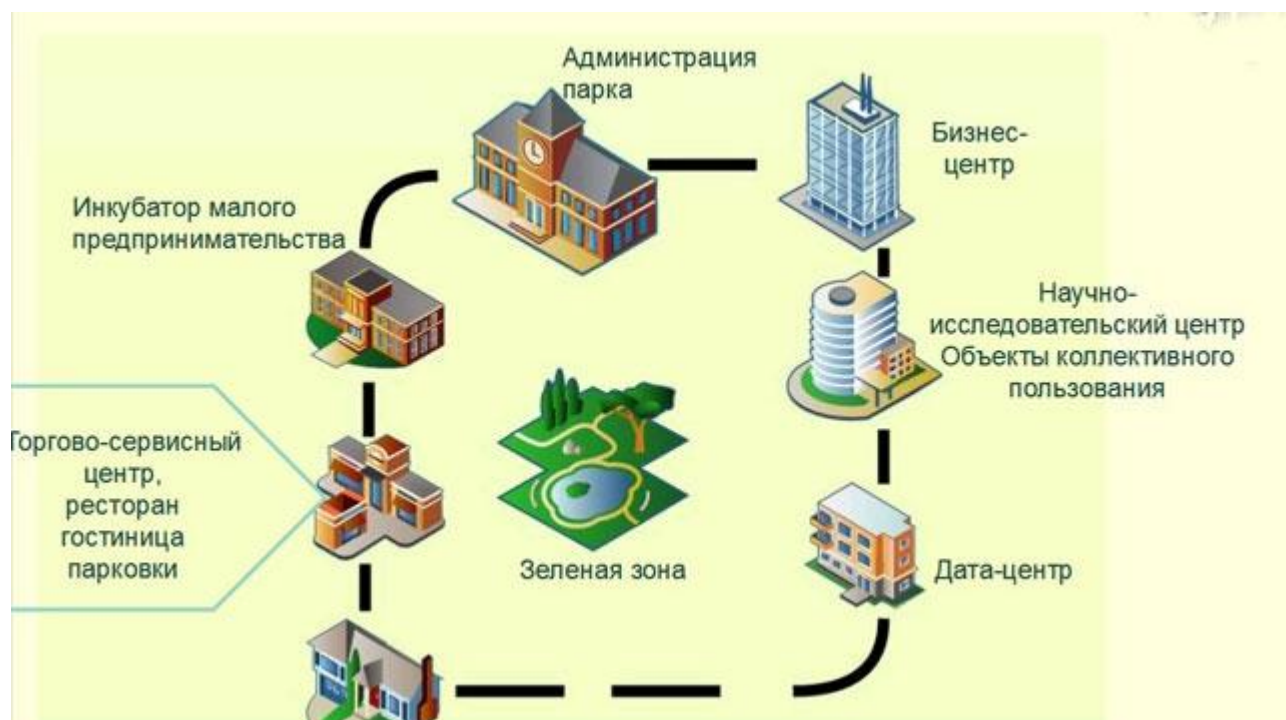 Администрация
парка
Бизнес-
центр
Инкубатор малого
предпринимательства
Научно-
исследовательский центр
Объекты коллективного
пользования
Торгово-сервисный
центр,
ресторан
гостиница
парковки
Зеленая зона
Дата-центр